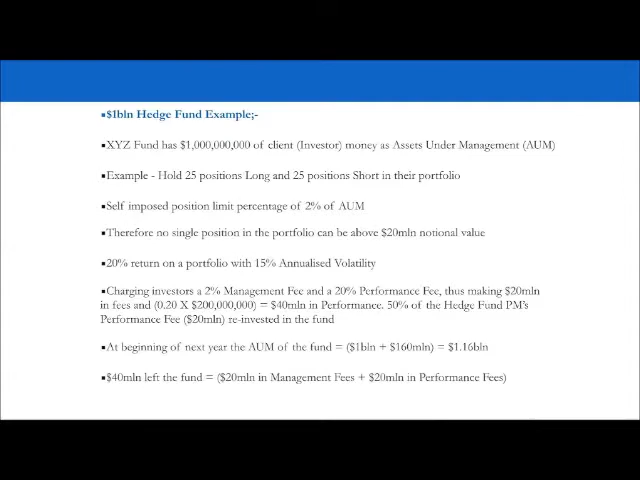 ▪$1bln Hedge Fund Example;-
▪XYZ Fund has $1,000,000,000 of client (Investor) money as Assets Under Management (AUM)
▪Example - Hold 25 positions Long and 25 positions Short in their portfolio
▪Self imposed position limit percentage of 2% of AUM
▪Therefore no single position in the portfolio can be above $20mln notional value
▪20% return on a portfolio with 15% Annualised Volatility
▪Charging investors a 2% Management Fee and a 20% Performance Fee, thus making $20mln
in fees and (0.20 X $200,000,000) = $40mln in Performance. 50% of the Hedge Fund PM's
Performance Fee ($20mln) re-invested in the fund
▪At beginning of next year the AUM of the fund = ($1bln + $160mln) = $1.16bln
▪$40mln left the fund = ($20mln in Management Fees + $20mln in Performance Fees)